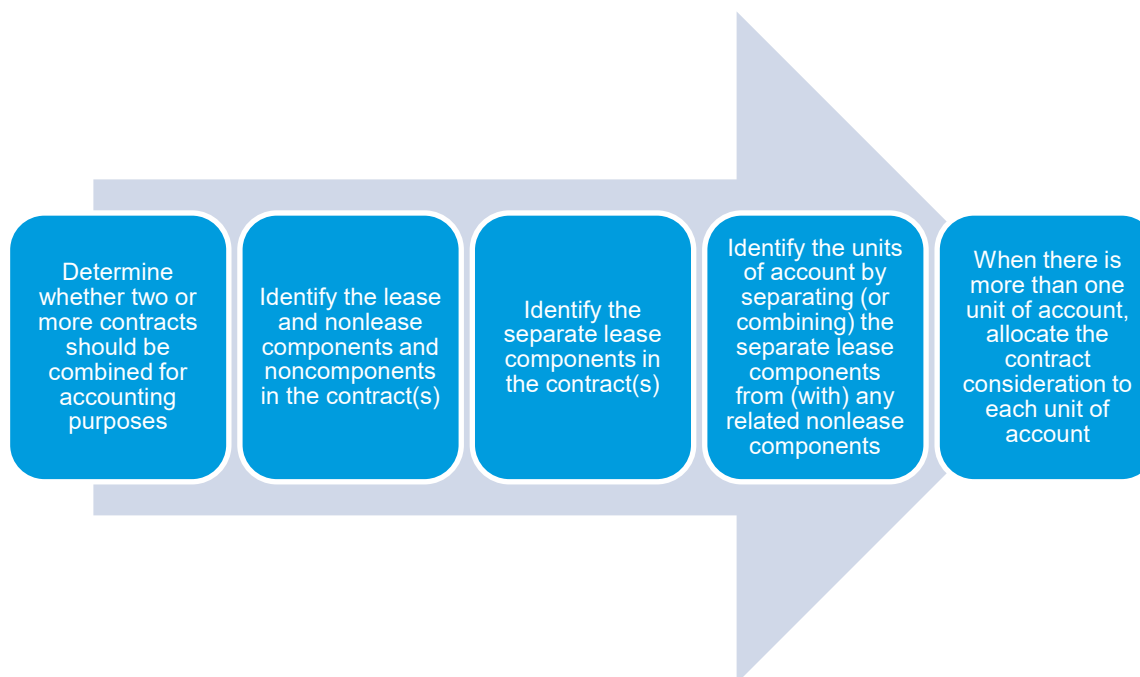 Determine
whether two or
more contracts
should be
combined for
accounting
purposes
Identify the lease
and nonlease
components and
noncomponents
in the contract(s)
Identify the
separate lease
components in
the contract(s)
Identify the units
of account by
separating (or
combining) the
separate lease
components
from (with) any
related nonlease
components
When there is
more than one
unit of account,
allocate the
contract
consideration to
each unit of
account